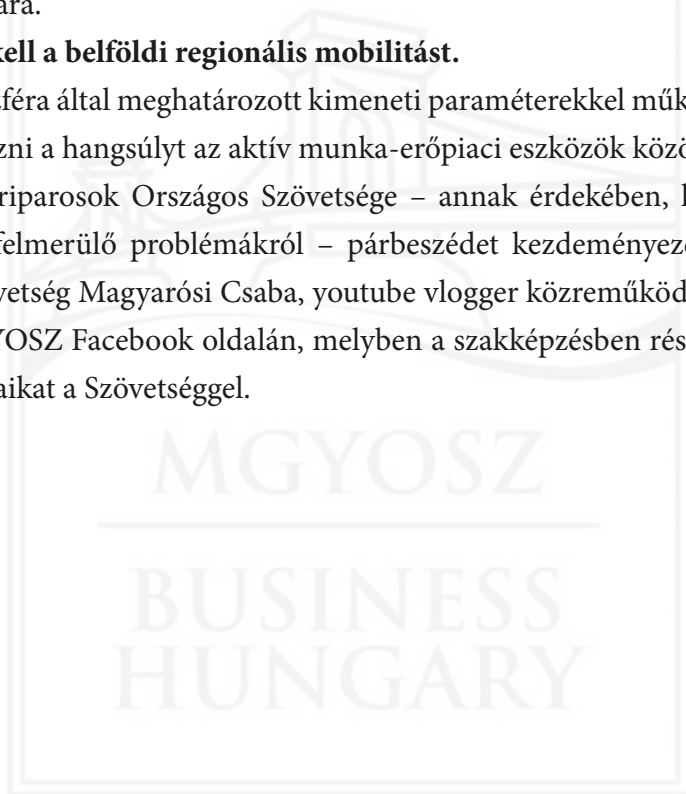 ára.
kell a belföldi regionális mobilitást.
féra által meghatározott kimeneti paraméterekkel műk
zni a hangsúlyt az aktív munka-erőpiaci eszközök közö
riparosok Országos Szövetsége – annak érdekében, h
felmerülő problémákról – párbeszédet kezdeményeze
vetség Magyarósi Csaba, youtube vlogger közreműköd
YOSZ Facebook oldalán, melyben a szakképzésben rés
aikat a Szövetséggel.
MGYOSZ
BUSINESS
HUNGARY